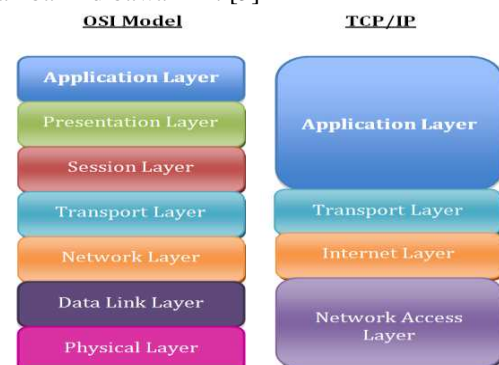 OSI Model
TCP/IP
Application Layer
Presentation Layer
Session Layer
Transport Layer
Network Layer
Data Link Layer
Physical Layer
Application Layer
Transport Layer
Internet Layer
Network Access
Layer